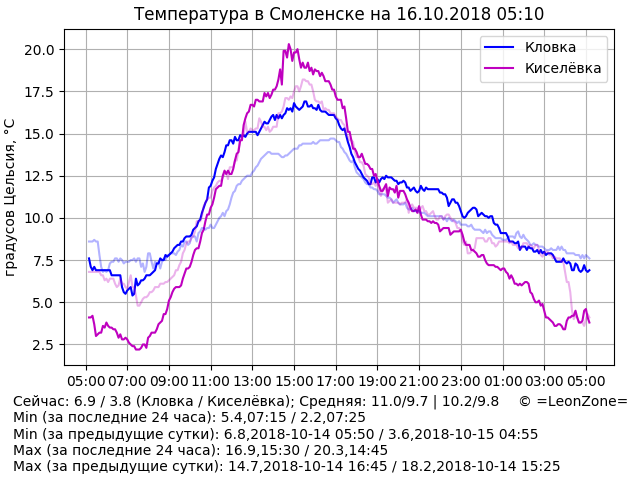 Температура в Смоленске на 16.10.2018 05:10
Кловка
Киселёвка
градусов Цельсия, °C
20.0
17.5
15.0
12.5
10.0
7.5
5.0
2.5
05:00 07:00 09:00 11:00 13:00 15:00 17:00 19:00 21:00 23:00 01:00 03:00 05:00
Сейчас: 6.9 / 3.8 (Кловка / Киселёвка); Средняя: 11.0/9.7 | 10.2/9.8 © =LeonZone=
Min (за последние 24 часа): 5.4,07:15 / 2.2,07:25
Min (за предыдущие сутки): 6.8,2018-10-14 05:50 / 3.6,2018-10-15 04:55
Max (за последние 24 часа): 16.9,15:30 / 20.3,14:45
Max (за предыдущие сутки): 14.7,2018-10-14 16:45 / 18.2,2018-10-14 15:25